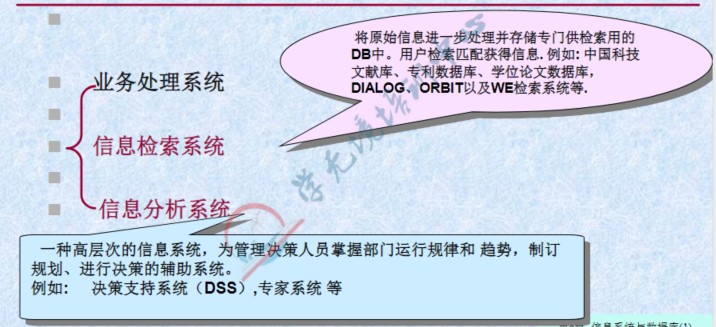 将原始信息进一步处理并存储专门供检索用的
DB中。用户检索匹配获得信息.例如:中国科技
文献库、专利数据库、学位论文数据库，
DIALOG、ORBIT以及WE检索系统等.
业务处理系统
信息检索系统
信息分析系统
一种高层次的信息系统，为管理决策人员掌握部门运行规律和 趋势，制订
规划、进行决策的辅助系统。
例如: 决策支持系统（DSS）,专家系统 等
信息系统与数据库(1)